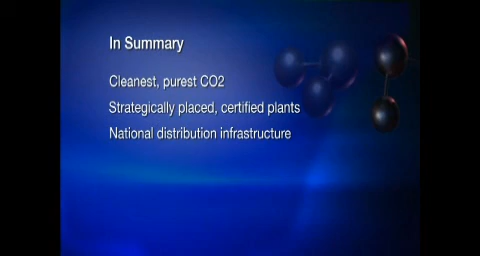 In Summary
Cleanest, purest CO2
Strategically placed, certified plants
National distribution infrastructure